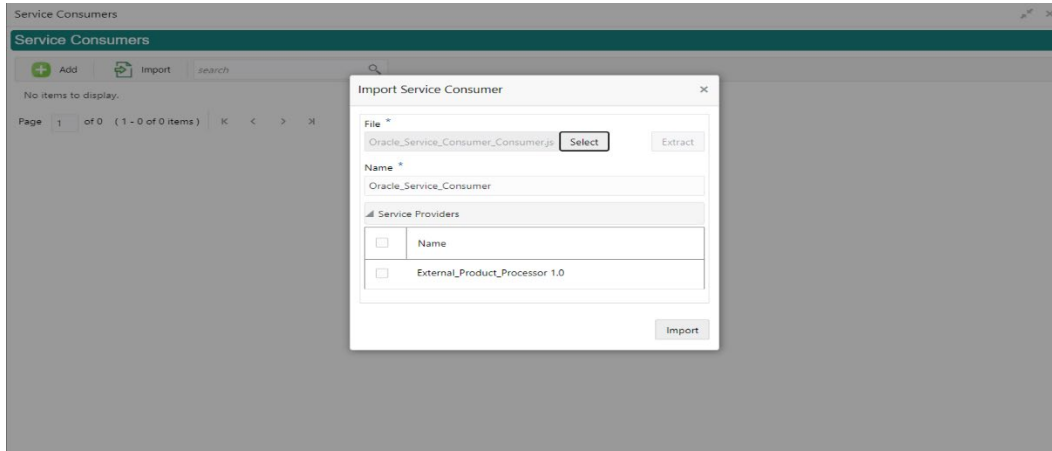 Service Consumers
Service Consumers
Add Import search
No items to display.
Page 1 of 0 (1 - 0 of 0 items)
Import Service Consumer
File *
Oracle_Service_Consumer_Consumer.js Select Extract
Name *
Oracle_Service_Consumer
Service Providers
Name
External_Product_Processor 1.0
Import